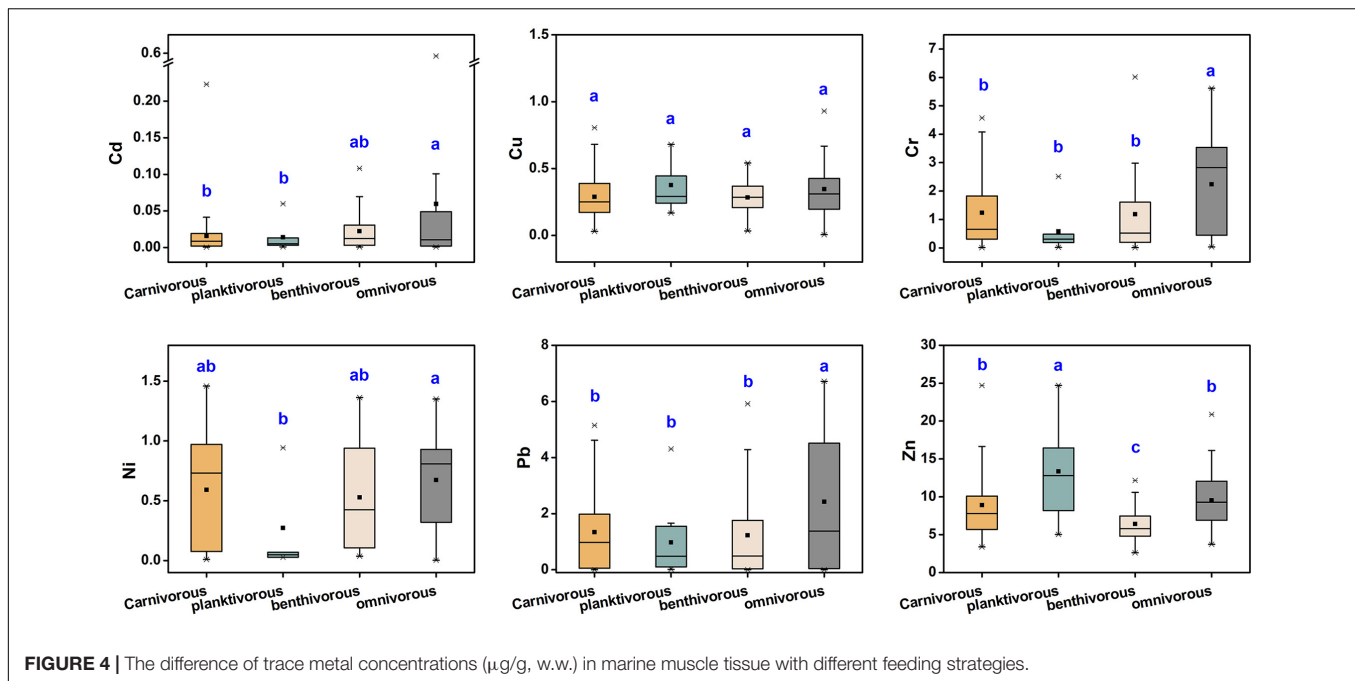 0.6
0.20
0.15
0.10
0.05
0.00
Cd
b
b
ab
a
Carnivorous
planktivorous
benthivorous
omnivorous
1.5
1.0
0.5
0.0
Cu
a
a
a
a
Carnivorous
planktivorous
benthivorous
omnivorous
7
6
5
4
3
2
1
0
Cr
b
b
b
a
Carnivorous
planktivorous
benthivorous
omnivorous
1.5
1.0
0.5
0.0
Ni
ab
b
ab
a
Carnivorous
planktivorous
benthivorous
omnivorous
8
6
4
2
0
Pb
b
b
b
a
Carnivorous
planktivorous
benthivorous
omnivorous
30
25
20
15
10
5
0
Zn
b
a
c
b
Carnivorous
planktivorous
benthivorous
omnivorous
FIGURE 4 | The difference of trace metal concentrations (μg/g, w.w.) in marine muscle tissue with different feeding strategies.